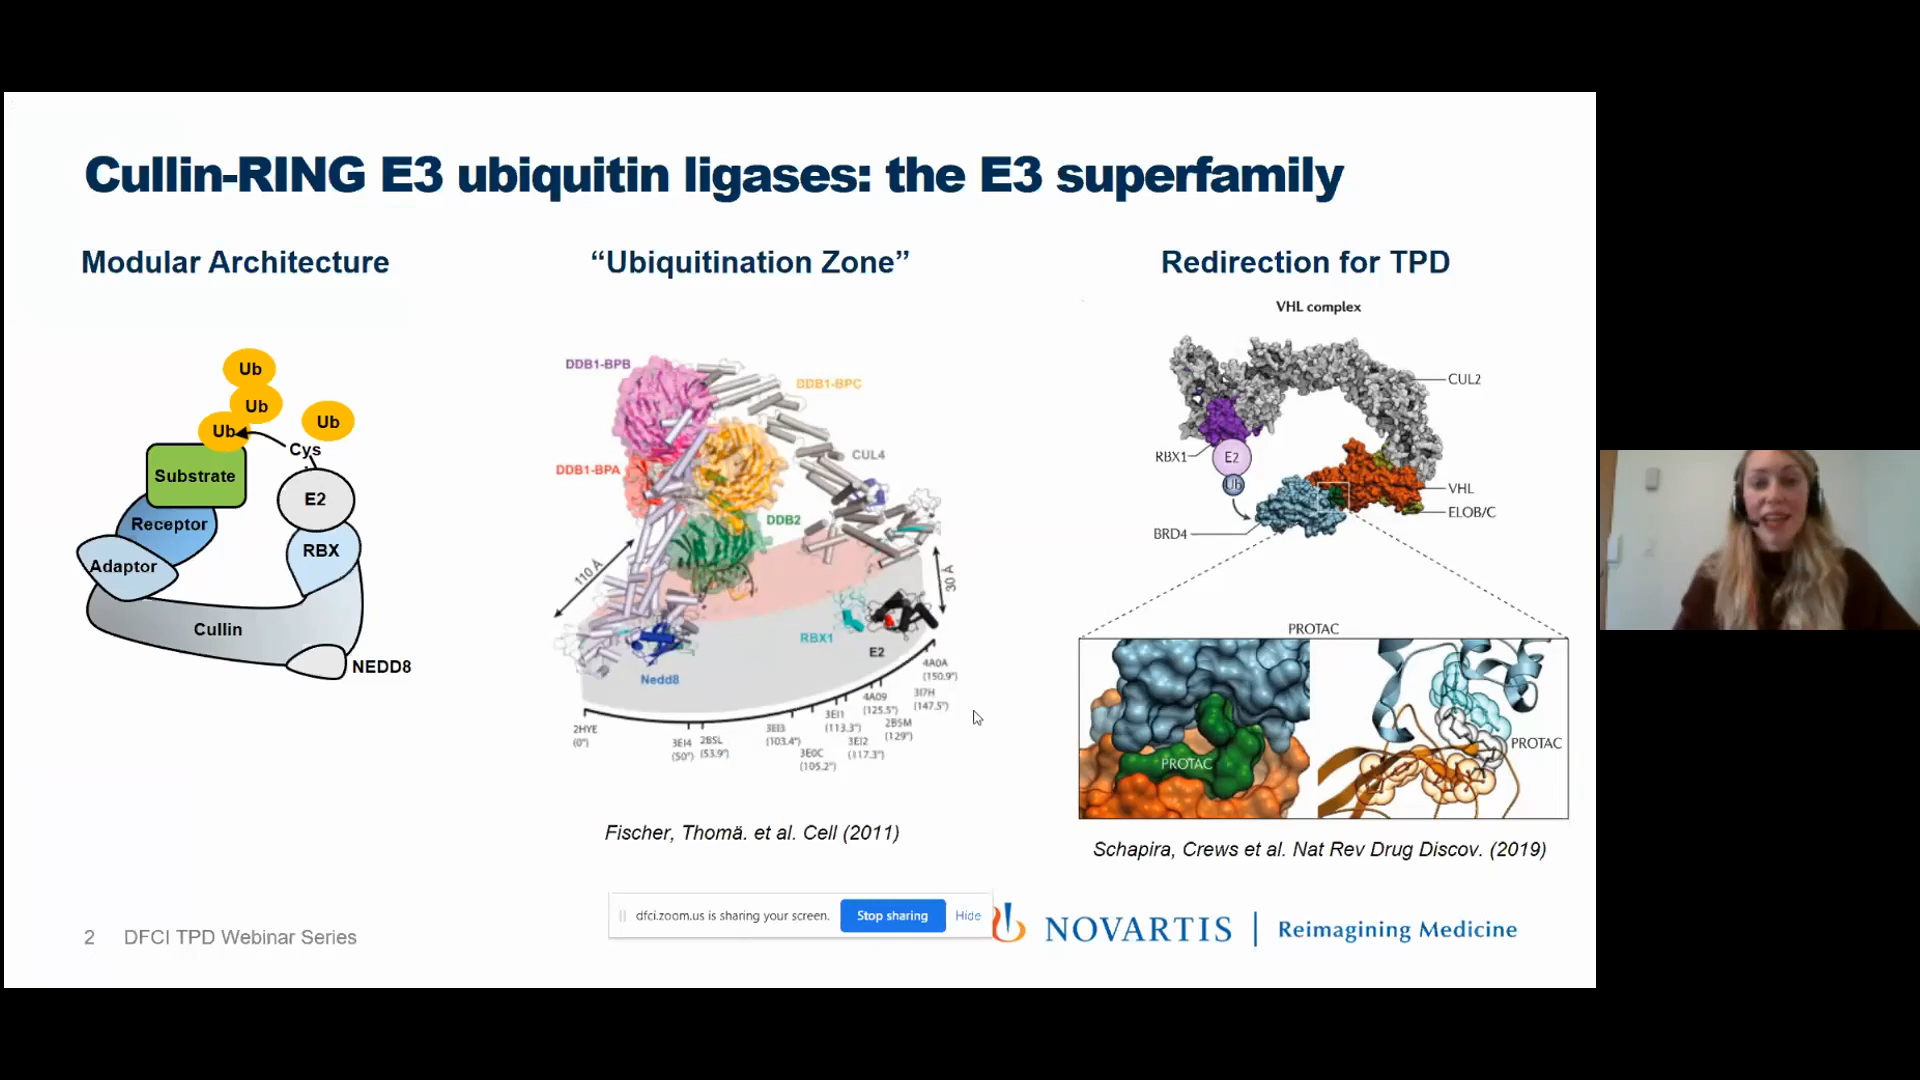 Cullin-RING E3 ubiquitin ligases: the E3 superfamily
Modular Architecture
Ub
Ub
Ub
Ub
Cys
Substrate
E2
Receptor
RBX
Adaptor
Cullin
NEDD8
“Ubiquitination Zone”
DDB1-BPB
DDB1-BPC
DDB1-BPA
CUL4
DDB2
110 Å
30 Å
RBX1
E2
Nedd8
2HYE
(0°)
3EI4
(50°)
2B5L
(53.9°)
3EI3
(103.4°)
3E0C
(105.2°)
3EI1
(113.3°)
3EI2
(117.3°)
4A09
(125.5°)
2B5M
(129°)
3I7H
(147.5°)
4A0A
(150.9°)
Fischer, Thomä. et al. Cell (2011)
Redirection for TPD
VHL complex
CUL2
RBX1
E2
Ub
VHL
ELOB/C
BRD4
PROTAC
PROTAC
PROTAC
Schapira, Crews et al. Nat Rev Drug Discov. (2019)
dfci.zoom.us is sharing your screen.
Stop sharing
Hide
2
DFCI TPD Webinar Series
NOVARTIS
Reimagining Medicine